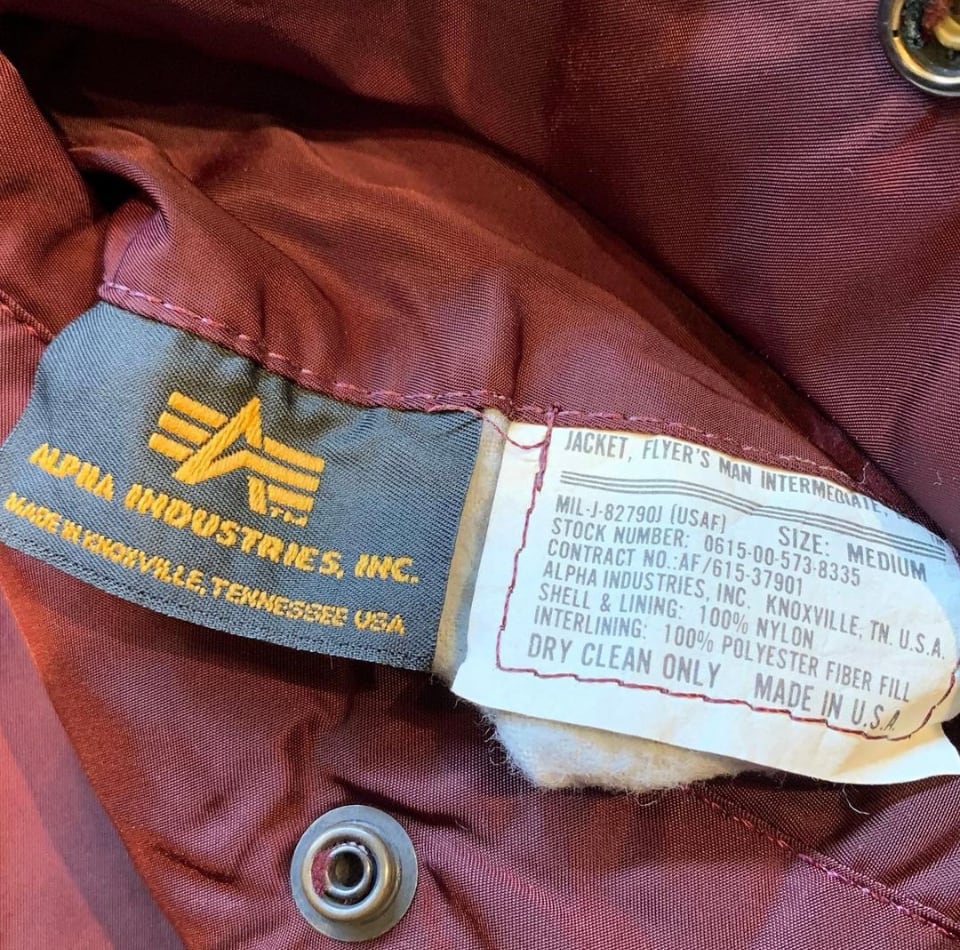 ALPHA INDUSTRIES, INC.
MADE IN KNOXVILLE, TENNESSEE USA
TM
JACKET, FLYER'S MAN INTERMEDIATE,
MIL-J-82790J (USAF) SIZE: MEDIUM
STOCK NUMBER: 0615-00-573-8335
CONTRACT NO.:AF/615-37901
ALPHA INDUSTRIES, INC. KNOXVILLE, TN. U.S.A.
SHELL & LINING: 100% NYLON
INTERLINING: 100% POLYESTER FIBER FILL
DRY CLEAN ONLY MADE IN U.S.A.